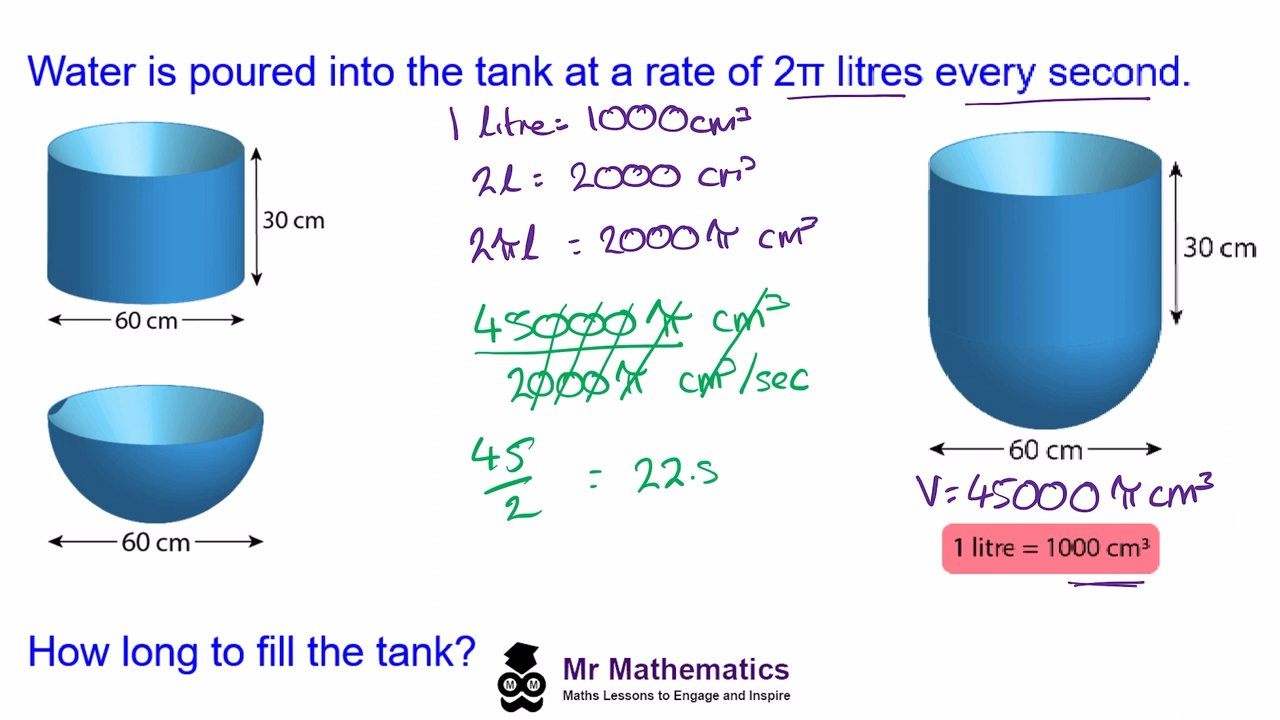 Water is poured into the tank at a rate of 2π litres every second.
1 litre = 1000cm³
2l = 2000 cm³
2πl = 2000π cm³
30 cm
60 cm
60 cm
45000π cm³
2000π cm³/sec
45
2
= 22.5
30 cm
60 cm
V=45000πcm³
1 litre = 1000 cm³
How long to fill the tank?
M M
Mr Mathematics
Maths Lessons to Engage and Inspire